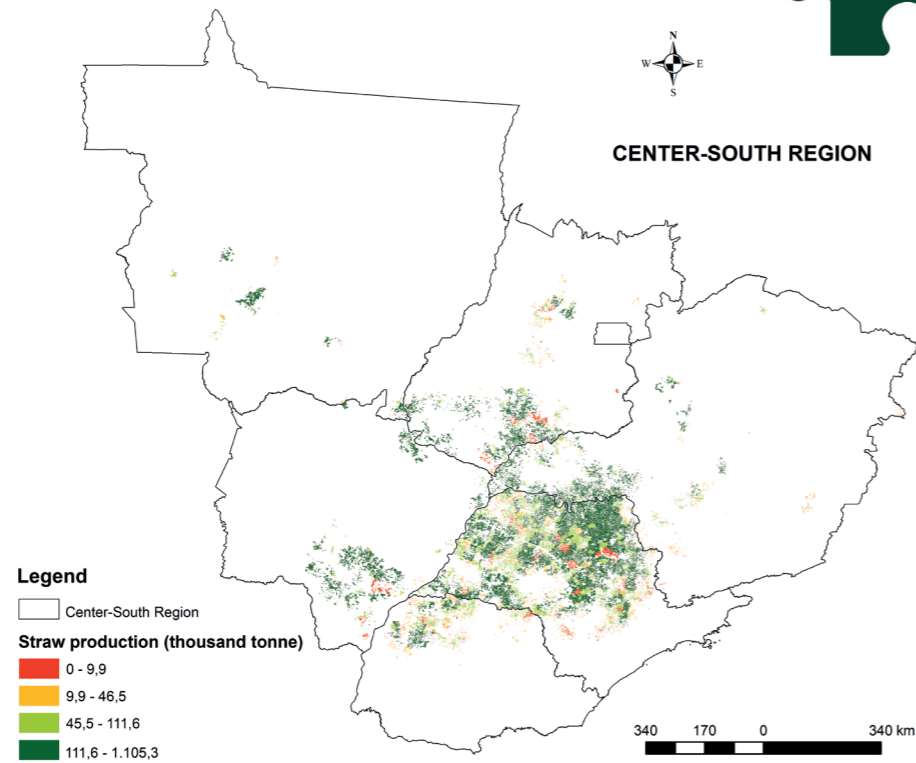 N
W E
S
CENTER-SOUTH REGION
Legend
Center-South Region
Straw production (thousand tonne)
0 - 9,9
9,9 - 46,5
45,5 - 111,6
111,6 - 1.105,3
340 170 0 340 km